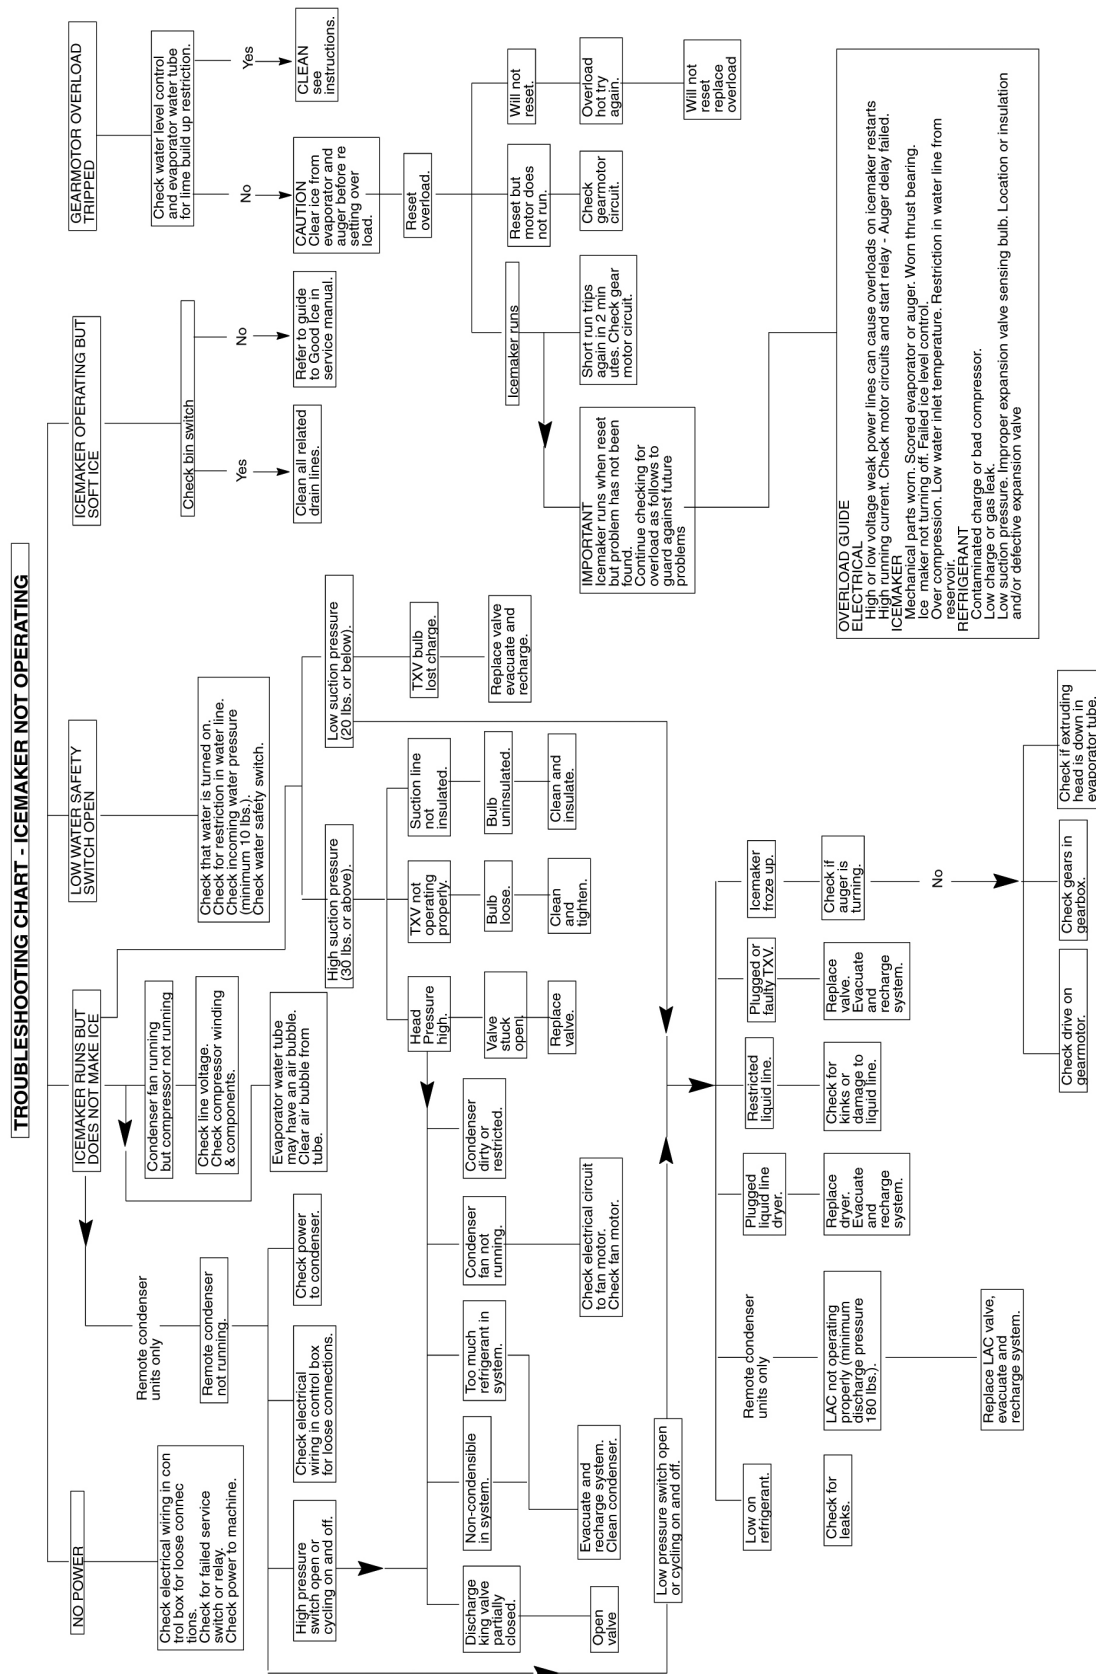 TROUBLESHOOTING CHART - ICEMAKER NOT OPERATING
NO POWER
Check electrical wiring in con
trol box for loose connec
tions.
Check for failed service
switch or relay.
Check power to machine.
ICEMAKER RUNS BUT
DOES NOT MAKE ICE
Remote condenser
units only
Remote condenser
not running.
High pressure
switch open or
cycling on and off.
Check electrical
wiring in control box
for loose connections.
Check power
to condenser.
Condenser fan running
but compressor not running
Check line voltage.
Check compressor winding
& components.
Evaporator water tube
may have an air bubble.
Clear air bubble from
tube.
Discharge
king valve
partially
closed.
Open
valve
Non-condensible
in system.
Too much
refrigerant in
system.
Evacuate and
recharge system.
Clean condenser.
Condenser
fan not
running.
Check electrical circuit
to fan motor.
Check fan motor.
Condenser
dirty or
restricted.
High suction pressure
(30 lbs. or above).
Head
Pressure
high.
Valve
stuck
open.
Replace
valve.
TXV not
operating
properly.
Bulb
loose.
Clean
and
tighten.
Suction line
not
insulated.
Bulb
uninsulated.
Clean and
insulate.
Low suction pressure
(20 lbs. or below).
TXV bulb
lost charge.
Replace valve
evacuate and
recharge.
Low pressure switch open
or cycling on and off.
Low on
refrigerant.
Check for
leaks.
Remote condenser
units only
LAC not operating
properly (minimum
discharge pressure
180 lbs.).
Replace LAC valve,
evacuate and
recharge system.
Plugged
liquid line
dryer.
Replace
dryer.
Evacuate
and
recharge
system.
Restricted
liquid line.
Check for
kinks or
damage to
liquid line.
Plugged or
faulty TXV.
Replace
valve.
Evacuate
and
recharge
system.
Icemaker
froze up.
Check if
auger is
turning.
No
Check drive on
gearmotor.
Check gears in
gearbox.
Check if extruding
head is down in
evaporator tube.
LOW WATER SAFETY
SWITCH OPEN
Check that water is turned on.
Check for restriction in water line.
Check incoming water pressure
(minimum 10 lbs.).
Check water safety switch.
ICEMAKER OPERATING BUT
SOFT ICE
Check bin switch
Yes
No
Clean all related
drain lines.
Refer to guide
to Good Ice in
service manual.
GEARMOTOR OVERLOAD
TRIPPED
Check water level control
and evaporator water tube
for lime build up restriction.
No
Yes
CAUTION
Clear ice from
evaporator and
auger before re
setting over
load.
CLEAN
see
instructions.
Reset
overload.
Icemaker runs
Reset but
motor does
not run.
Will not
reset.
Short run trips
again in 2 min
utes. Check gear
motor circuit.
Check
gearmotor
circuit.
Overload
hot try
again.
Will not
reset
replace
overload
IMPORTANT
Icemaker runs when reset
but problem has not been
found.
Continue checking for
overload as follows to
guard against future
problems
OVERLOAD GUIDE
ELECTRICAL
High or low voltage weak power lines can cause overloads on icemaker restarts
High running current. Check motor circuits and start relay - Auger delay failed.
ICEMAKER
Mechanical parts worn. Scored evaporator or auger. Worn thrust bearing.
Ice maker not turning off. Failed ice level control.
Over compression. Low water inlet temperature. Restriction in water line from
reservoir.
REFRIGERANT
Contaminated charge or bad compressor.
Low charge or gas leak.
Low suction pressure. Improper expansion valve sensing bulb. Location or insulation
and/or defective expansion valve